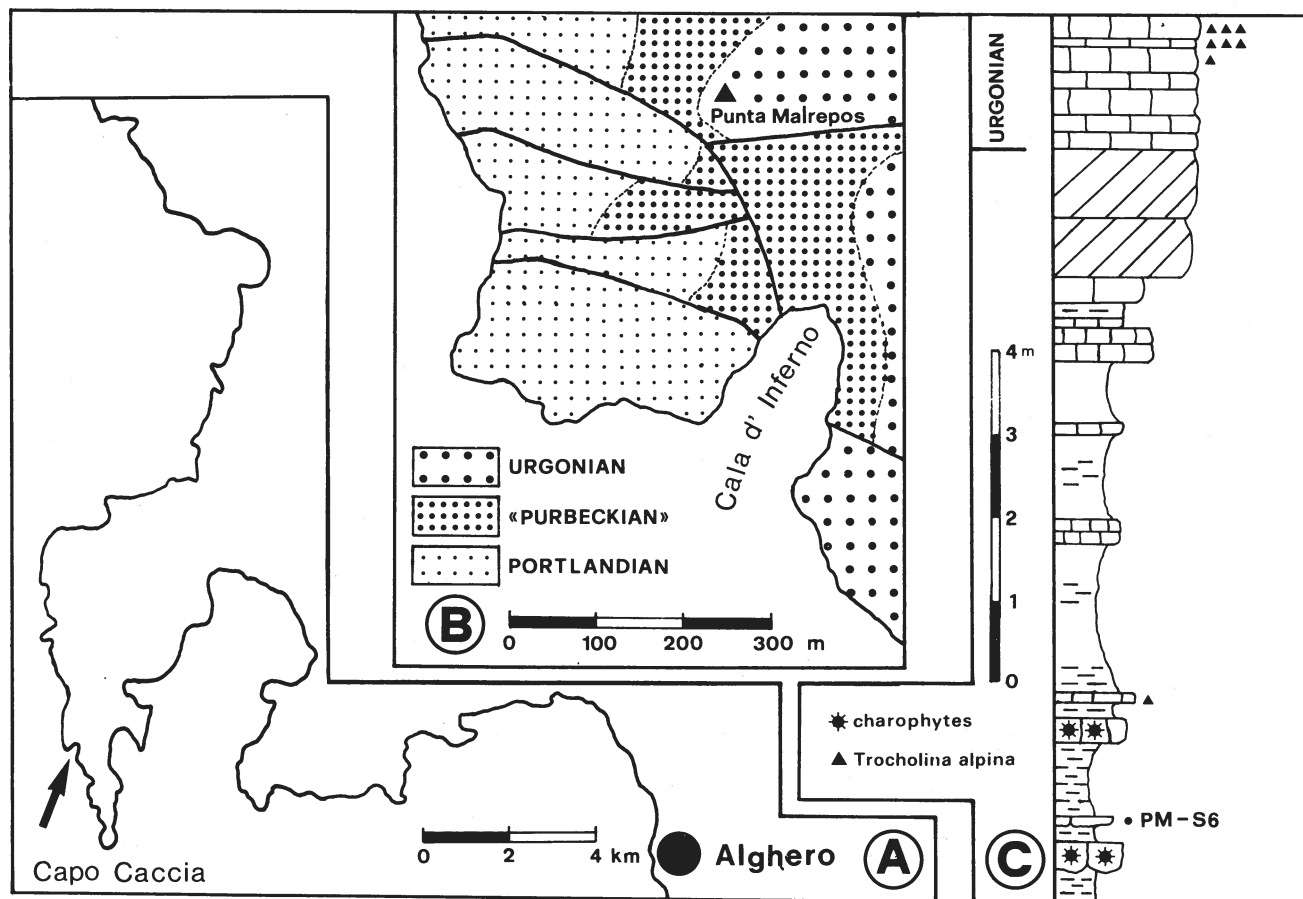 Punta Malrepos
Cala d' Inferno
URGONIAN
«PURBECKIAN»
PORTLANDIAN
B
0 100 200 300 m
URGONIAN
4 m
3
2
1
0
charophytes
Trocholina alpina
PM-S6
C
Capo Caccia
0 2 4 km
Alghero
A